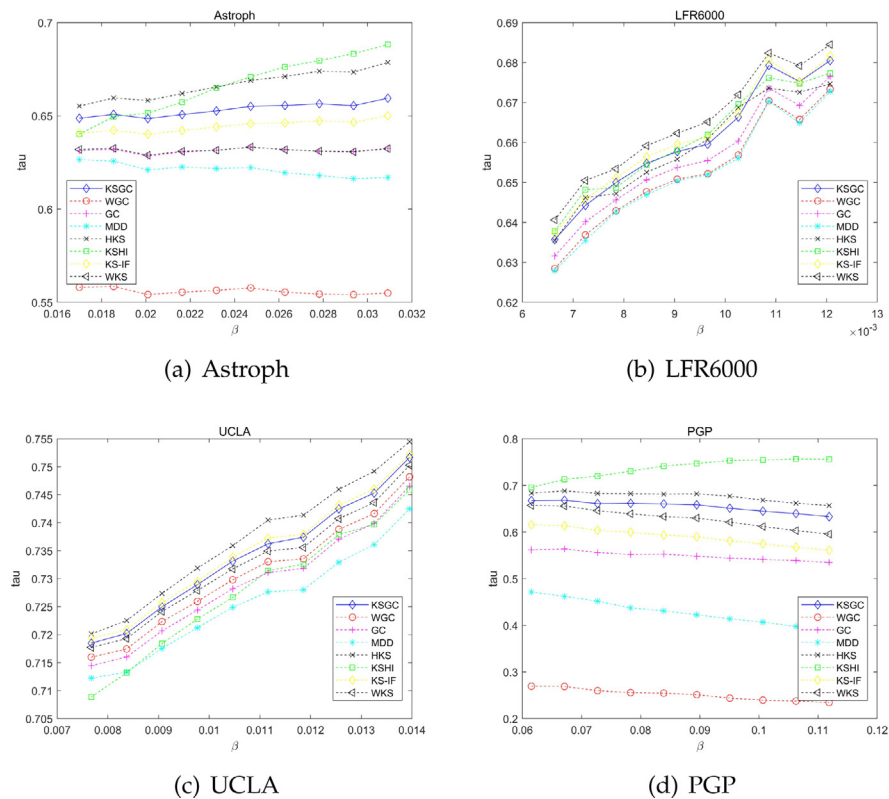 Astroph
0.7
0.65
0.6
0.55
tau
KSGC
WGC
GC
MDD
HKS
KSHI
KS-IF
WKS
0.016 0.018 0.02 0.022 0.024 0.026 0.028 0.03 0.032
β
(a) Astroph
LFR6000
0.69
0.68
0.67
0.66
0.65
0.64
0.63
0.62
tau
KSGC
WGC
GC
MDD
HKS
KSHI
KS-IF
WKS
6 7 8 9 10 11 12 13
β
×10⁻³
(b) LFR6000
UCLA
0.755
0.75
0.745
0.74
0.735
0.73
0.725
0.72
0.715
0.71
0.705
tau
KSGC
WGC
GC
MDD
HKS
KSHI
KS-IF
WKS
0.007 0.008 0.009 0.01 0.011 0.012 0.013 0.014
β
(c) UCLA
PGP
0.8
0.7
0.6
0.5
0.4
0.3
0.2
tau
KSGC
WGC
GC
MDD
HKS
KSHI
KS-IF
WKS
0.06 0.07 0.08 0.09 0.1 0.11 0.12
β
(d) PGP